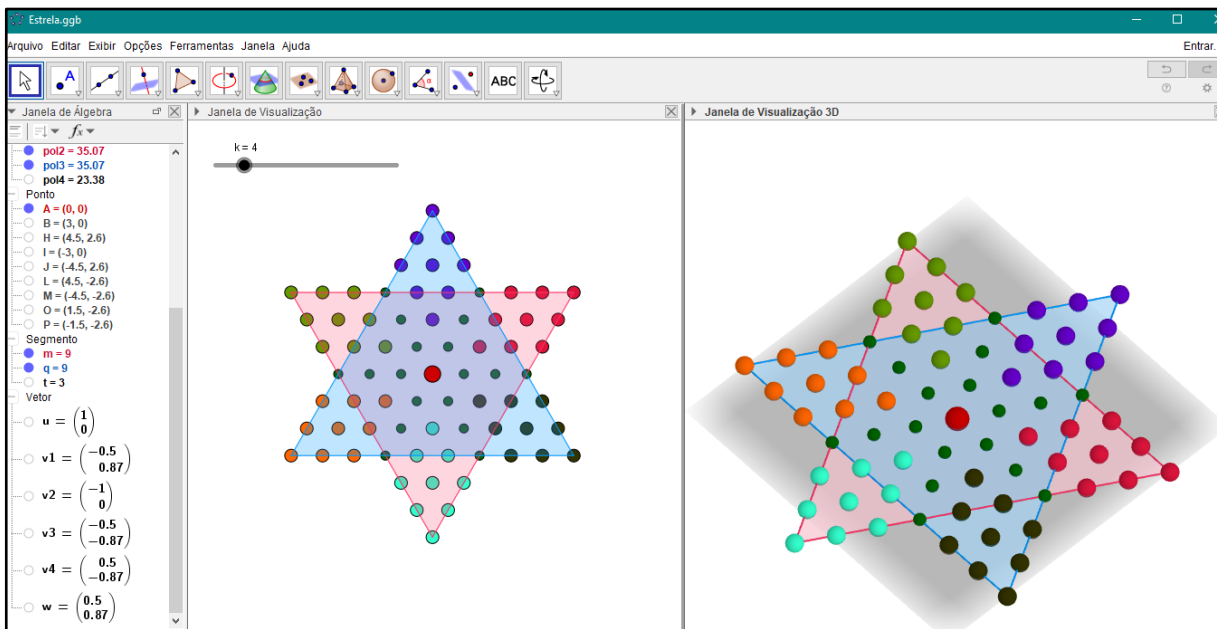 Estrela.ggb
Arquivo Editar Exibir Opções Ferramentas Janela Ajuda
Entrar.
ABC
Janela de Álgebra
Janela de Visualização
Janela de Visualização 3D
pol2 = 35.07
pol3 = 35.07
pol4 = 23.38
Ponto
A = (0, 0)
B = (3, 0)
H = (4.5, 2.6)
I = (-3, 0)
J = (-4.5, 2.6)
L = (4.5, -2.6)
M = (-4.5, -2.6)
O = (1.5, -2.6)
P = (-1.5, -2.6)
Segmento
m = 9
q = 9
t = 3
Vetor
u = (1
0)
v1 = (-0.5
0.87)
v2 = (-1
0)
v3 = (-0.5
-0.87)
v4 = (0.5
-0.87)
w = (0.5
0.87)
k = 4